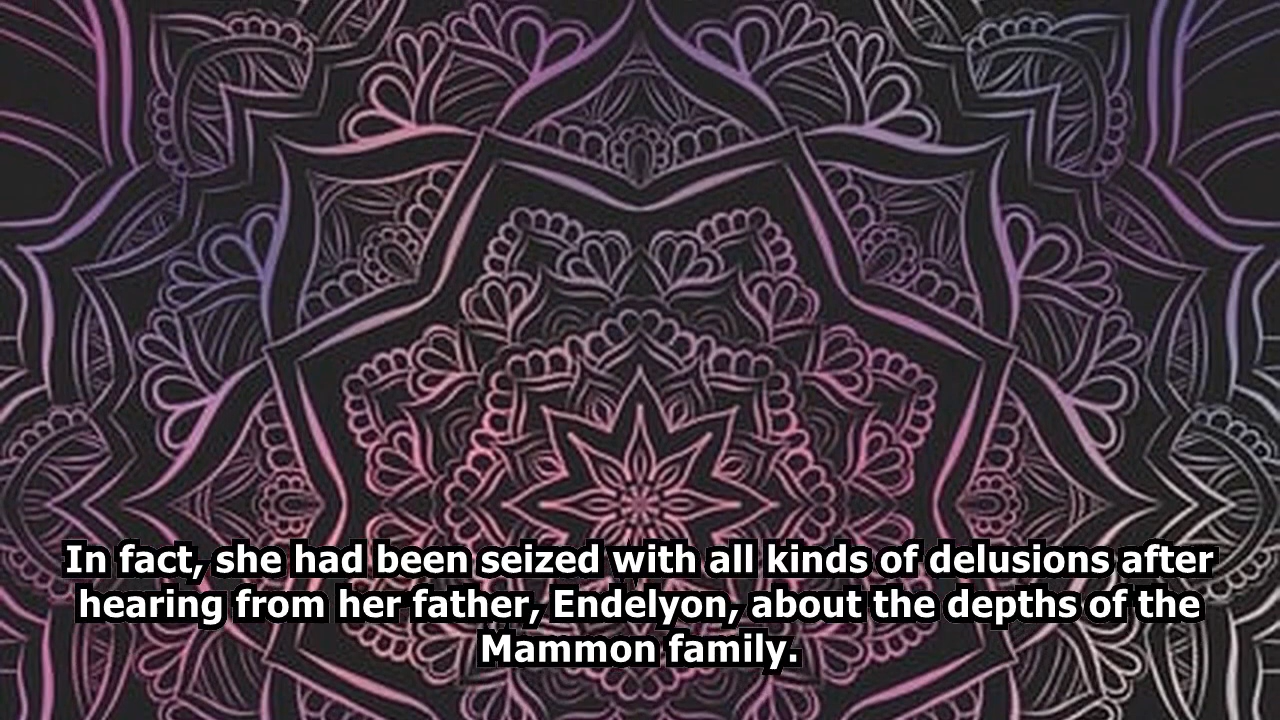 In fact, she had been seized with all kinds of delusions after
hearing from her father, Endelyon, about the depths of the
Mammon family.